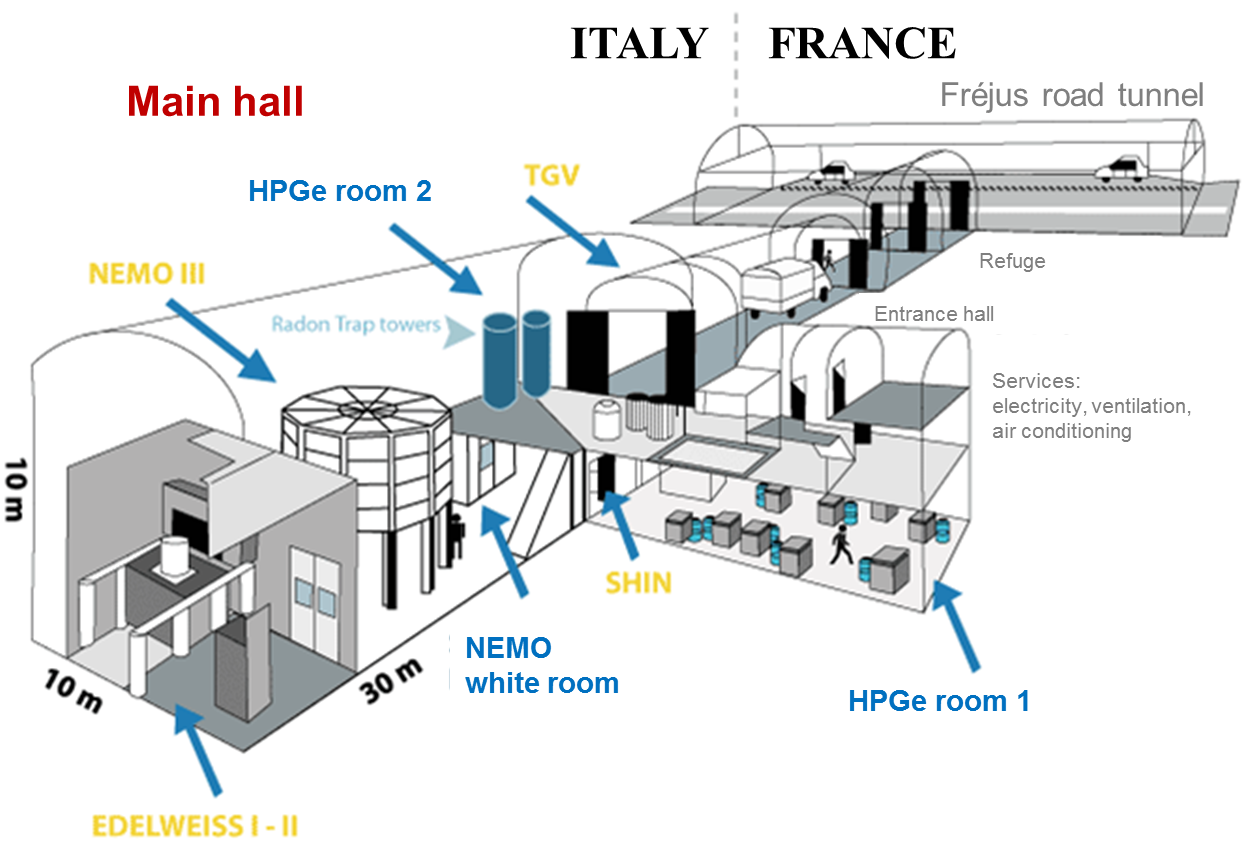 ITALY
FRANCE
Fréjus road tunnel
Main hall
TGV
HPGe room 2
NEMO III
Refuge
Radon Trap towers
Entrance hall
Services:
electricity, ventilation,
air conditioning
10 m
SHIN
NEMO
white room
10 m
30 m
HPGe room 1
EDELWEISS I - II